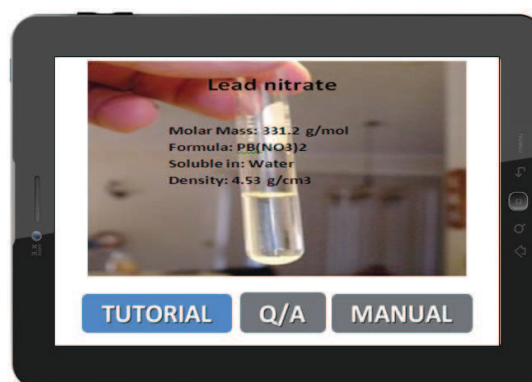 Lead nitrate
Molar Mass: 331.2 g/mol
Formula: PB(NO3)2
Soluble in: Water
Density: 4.53 g/cm3
TUTORIAL Q/A MANUAL